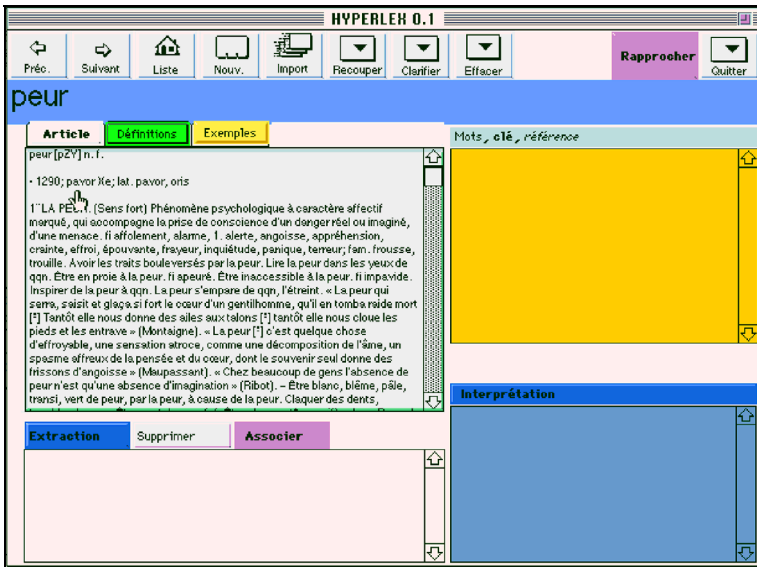 HYPERLEX 0.1
Préc. Suivant Liste Nouv. Import Recouper Clarifier Effacer Rapprocher Quitter
peur
Article Définitions Exemples
Mots, clé, référence
peur [pZY] n. f.
• 1290; pavor Xe; lat. pavor, oris
1¨LA PEUR. (Sens fort) Phénomène psychologique à caractère affectif
marqué, qui accompagne la prise de conscience d'un danger réel ou imaginé,
d'une menace. fi affolement, alarme, 1. alerte, angoisse, appréhension,
crainte, effroi, épouvante, frayeur, inquiétude, panique, terreur; fam. frousse,
trouille. Avoir les traits bouleversés par la peur. Lire la peur dans les yeux de
qqn. Être en proie à la peur. fi apeuré. Être inaccessible à la peur. fi impavide.
Inspirer de la peur à qqn. La peur s'empare de qqn, l'étreint. « La peur qui
serra, saisit et glaça si fort le cœur d'un gentilhomme, qu'il en tomba raide mort
[*] Tantôt elle nous donne des ailes aux talons [*] tantôt elle nous cloue les
pieds et les entrave » (Montaigne). « La peur [*] c'est quelque chose
d'effroyable, une sensation atroce, comme une décomposition de l'âme, un
spasme affreux de la pensée et du cœur, dont le souvenir seul donne des
frissons d'angoisse » (Maupassant). « Chez beaucoup de gens l'absence de
peur n'est qu'une absence d'imagination » (Ribot). – Être blanc, blême, pâle,
transi, vert de peur, par la peur, à cause de la peur. Claquer des dents,
Interprétation
Extraction Supprimer Associer